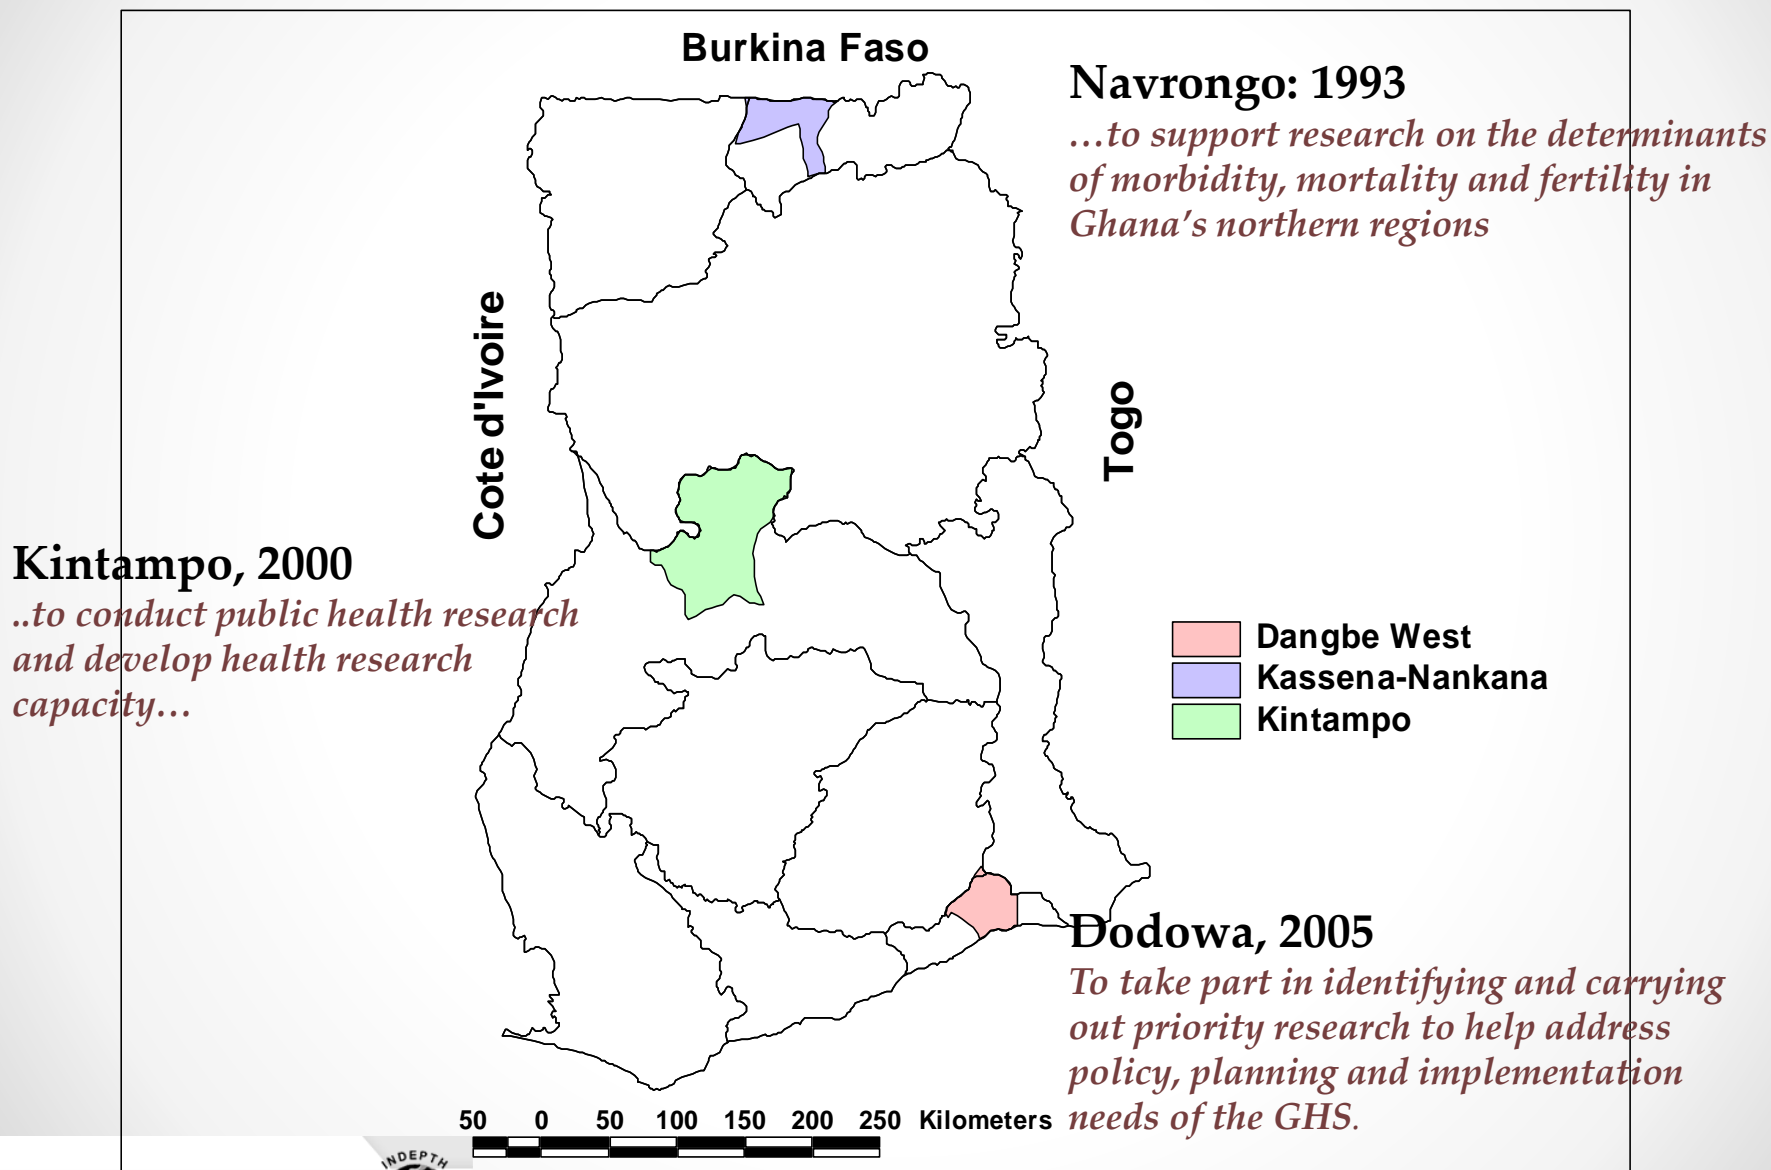 Burkina Faso
Navrongo: 1993
…to support research on the determinants
of morbidity, mortality and fertility in
Ghana’s northern regions
Cote d'Ivoire
Togo
Kintampo, 2000
..to conduct public health research
and develop health research
capacity…
Dangbe West
Kassena-Nankana
Kintampo
Dodowa, 2005
To take part in identifying and carrying
out priority research to help address
policy, planning and implementation
needs of the GHS.
50 0 50 100 150 200 250 Kilometers
INDEPTH